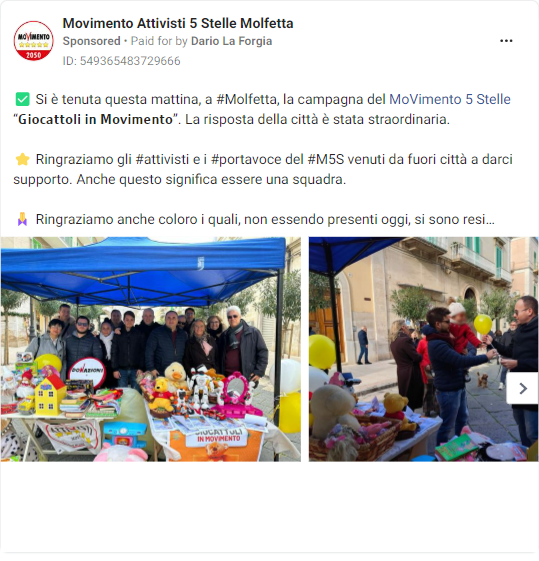 MOVIMENTO
2050
Movimento Attivisti 5 Stelle Molfetta
Sponsored • Paid for by Dario La Forgia
ID: 549365483729666
✅ Si è tenuta questa mattina, a #Molfetta, la campagna del MoVimento 5 Stelle
“Giocattoli in Movimento”. La risposta della città è stata straordinaria.
⭐ Ringraziamo gli #attivisti e i #portavoce del #M5S venuti da fuori città a darci
supporto. Anche questo significa essere una squadra.
Ringraziamo anche coloro i quali, non essendo presenti oggi, si sono resi...
DONAZIONI
ATTIVISTI
GIOCATTOLI
IN MOVIMENTO